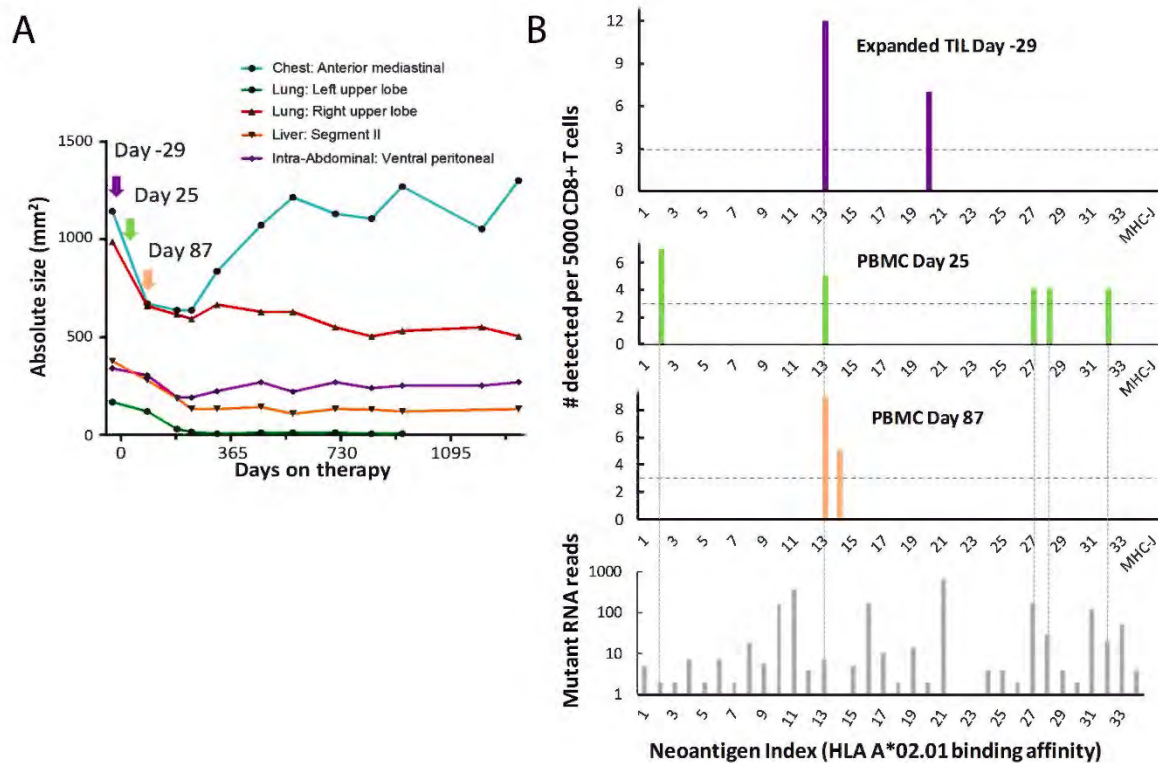 A
Chest: Anterior mediastinal
Lung: Left upper lobe
Lung: Right upper lobe
Liver: Segment II
Intra-Abdominal: Ventral peritoneal
1500
1000
500
0
Absolute size (mm²)
Day -29
Day 25
Day 87
0 365 730 1095
Days on therapy
B
# detected per 5000 CD8+ T cells
Expanded TIL Day -29
12
9
6
3
0
1 3 5 7 9 11 13 15 17 19 21 23 25 27 29 31 33 MHC-J
PBMC Day 25
6
4
2
0
1 3 5 7 9 11 13 15 17 19 21 23 25 27 29 31 33 MHC-J
PBMC Day 87
8
6
4
2
0
1 3 5 7 9 11 13 15 17 19 21 23 25 27 29 31 33 MHC-J
Mutant RNA reads
1000
100
10
1
1 3 5 7 9 11 13 15 17 19 21 23 25 27 29 31 33
Neoantigen Index (HLA A*02.01 binding affinity)